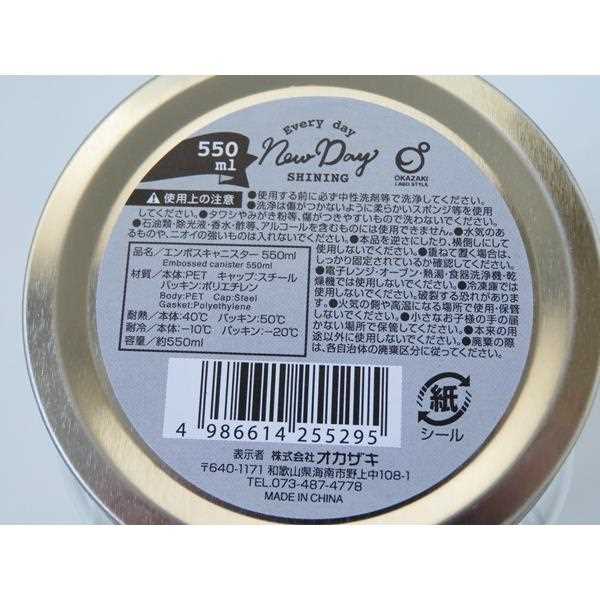 Every day
550
ml
New Day
SHINING
OKAZAKI
LABO.STYLE
⚠使用上の注意
●使用する前に必ず中性洗剤等で洗浄してください。
●洗浄は傷がつかないように柔らかいスポンジ等を使用
してください。●タワシやみがき粉等、傷がつきやすいもので洗わないでください。
●石油類・除光液・香水・酢等、アルコールを含むものには使用できません。●水気のあ
るものや、ニオイの強いものは入れないでください。●本品を逆さにしたり、横倒しにして
使用しないでください。●重ねて置く場合は、
しっかり固定されているか確認してください。
●電子レンジ・オーブン・熱湯・食器洗浄機・乾
燥機では使用しないでください。●冷凍庫では
使用しないでください。破裂する恐れがありま
す。●火気の側や高温になる場所で使用・保管
しないでください。●小さなお子様の手の届
かない場所で保管してください。●本来の用
途以外に使用しないでください。●廃棄の際
は、各自治体の廃棄区分に従ってください。
品名／エンボスキャニスター 550ml
Embossed canister 550ml
材質／本体:PET キャップ:スチール
パッキン:ポリエチレン
Body:PET Cap:Steel
Gasket:Polyethylene
耐熱／本体:40℃ パッキン:50℃
耐冷／本体:−10℃ パッキン:−20℃
容量／約550ml
4 986614 255295
紙
シール
表示者 株式会社オカザキ
〒640-1171 和歌山県海南市野上中108-1
TEL.073-487-4778
MADE IN CHINA